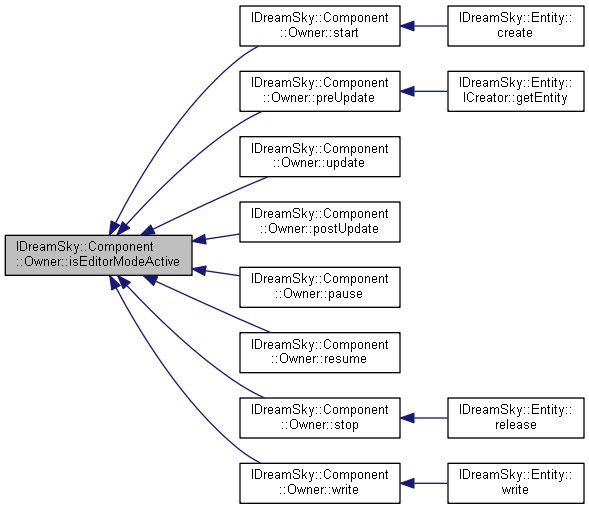 IDreamSky::Component
::Owner::isEditorModeActive
IDreamSky::Component
::Owner::start
IDreamSky::Entity::
create
IDreamSky::Component
::Owner::preUpdate
IDreamSky::Entity::
ICreator::getEntity
IDreamSky::Component
::Owner::update
IDreamSky::Component
::Owner::postUpdate
IDreamSky::Component
::Owner::pause
IDreamSky::Component
::Owner::resume
IDreamSky::Component
::Owner::stop
IDreamSky::Entity::
release
IDreamSky::Component
::Owner::write
IDreamSky::Entity::
write